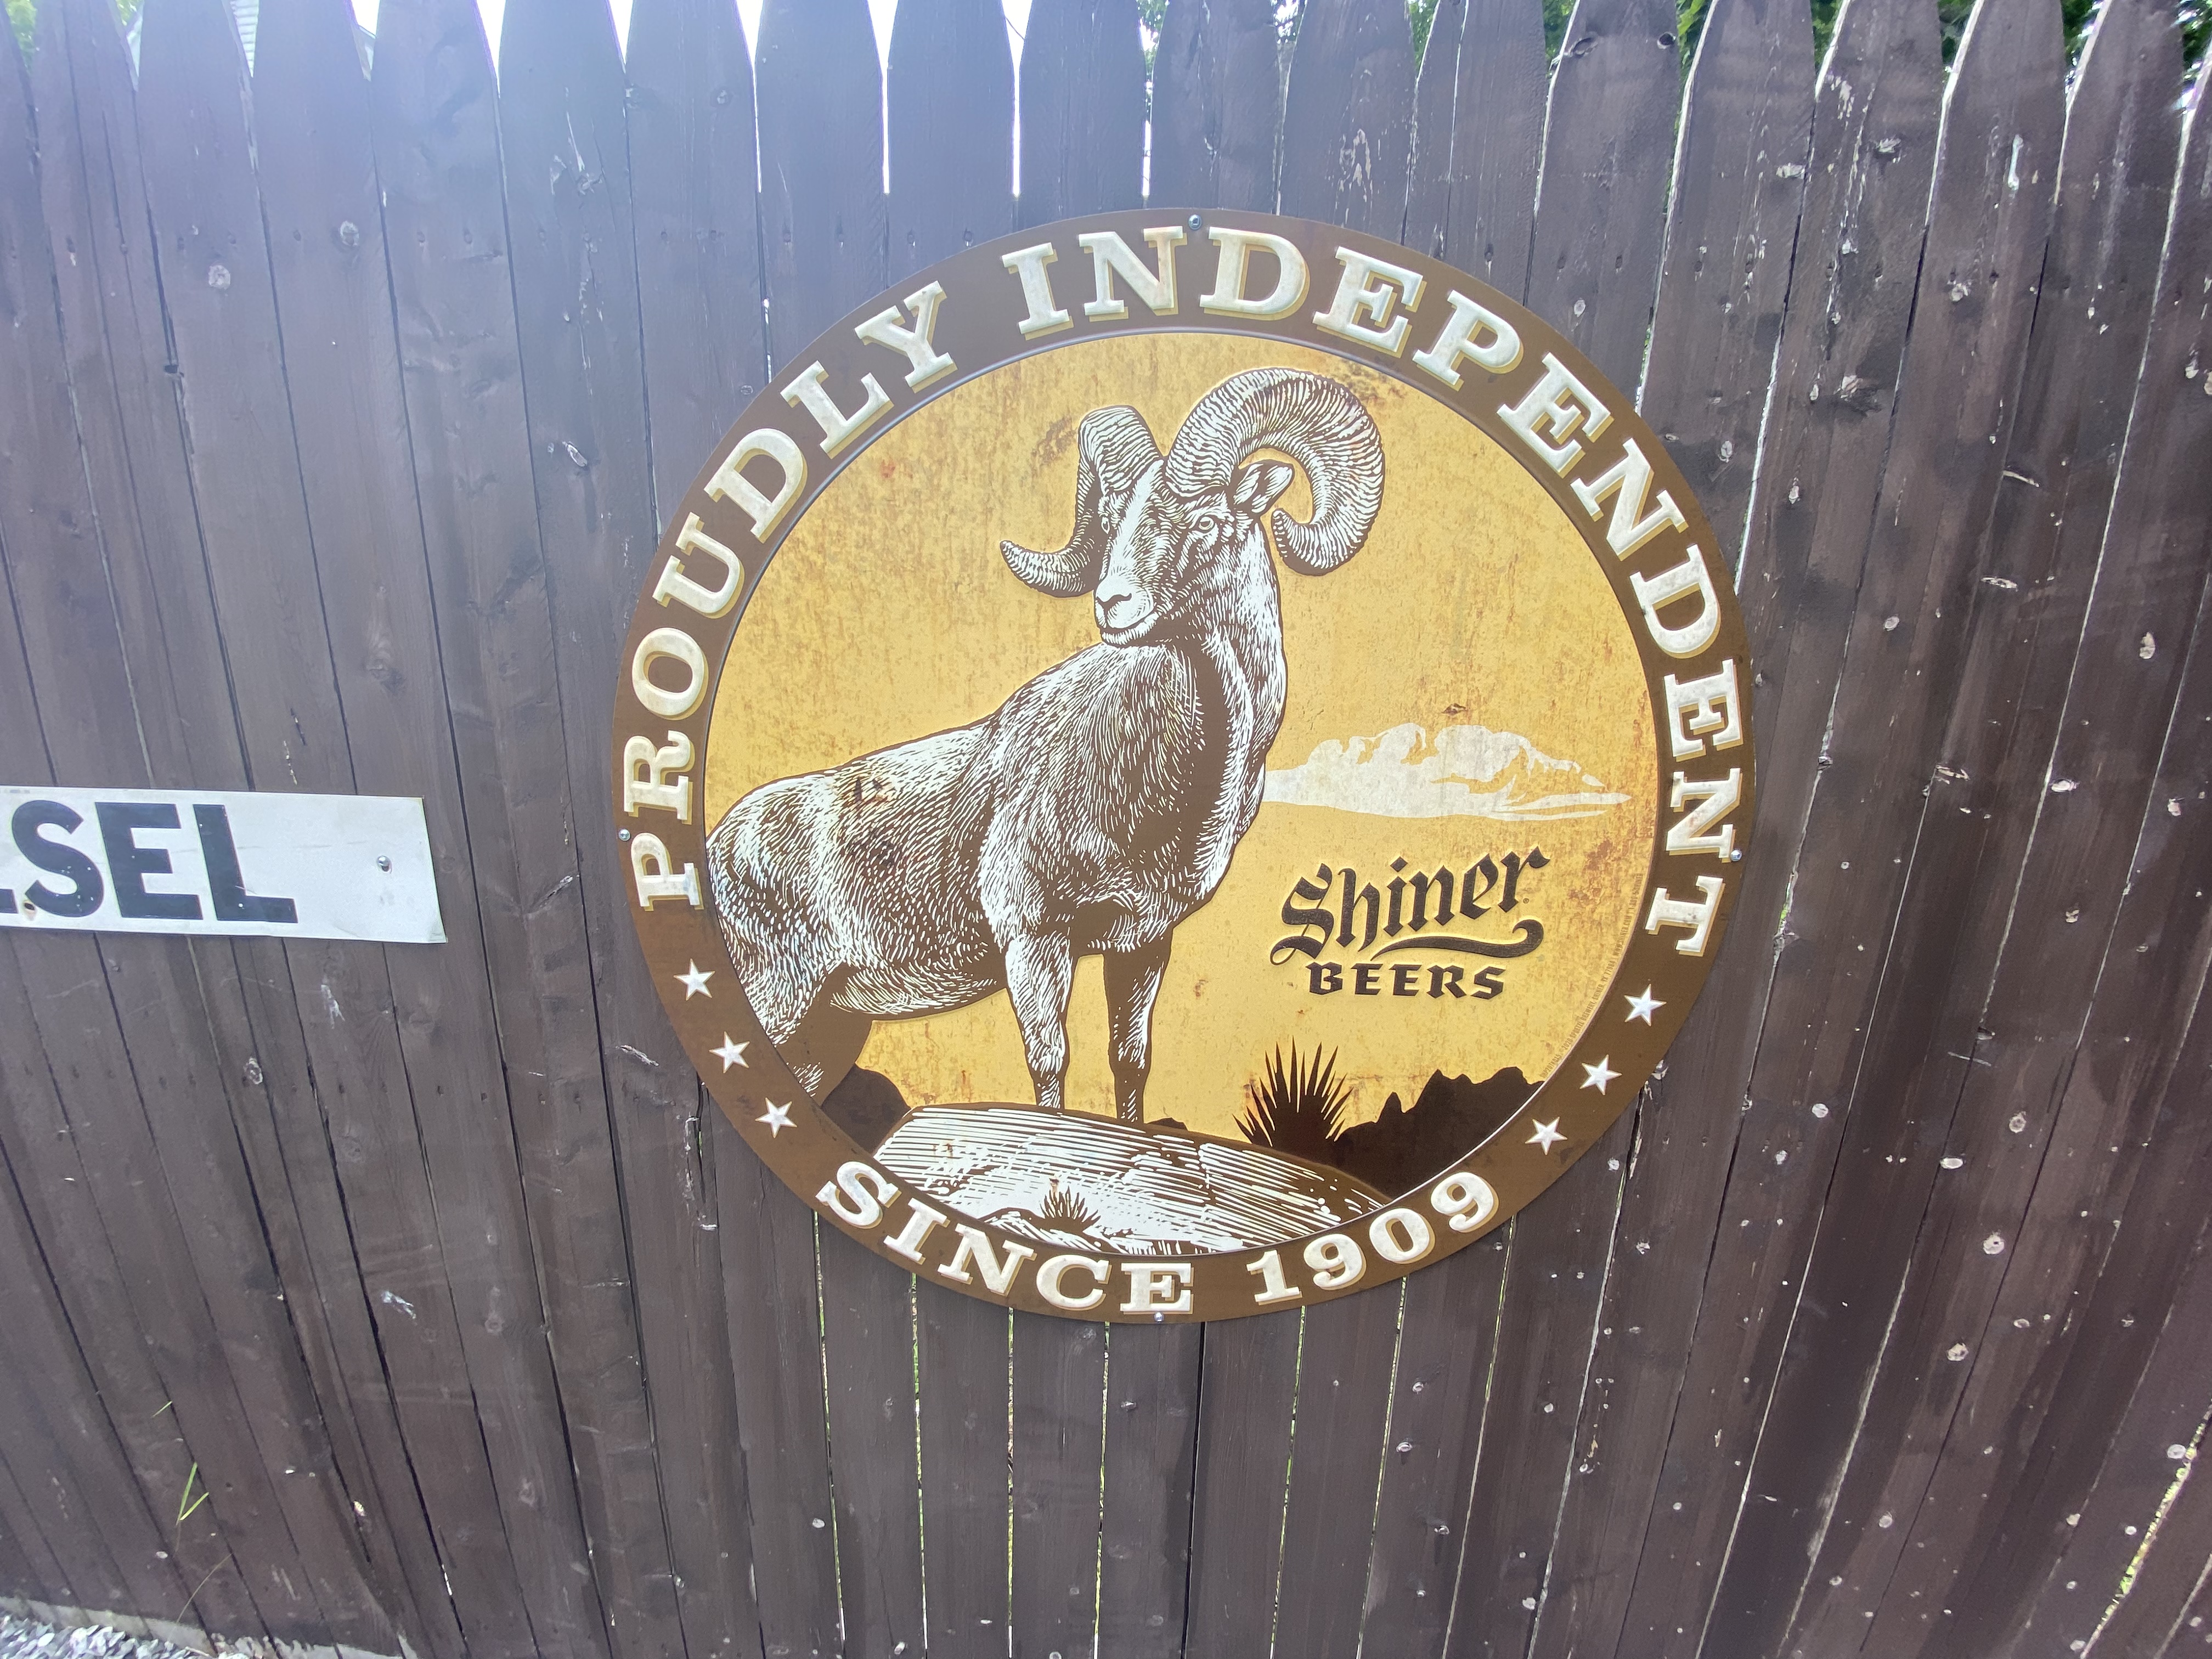 PROUDLY INDEPENDENT
Shiner
BEERS
SINCE 1909
SEL